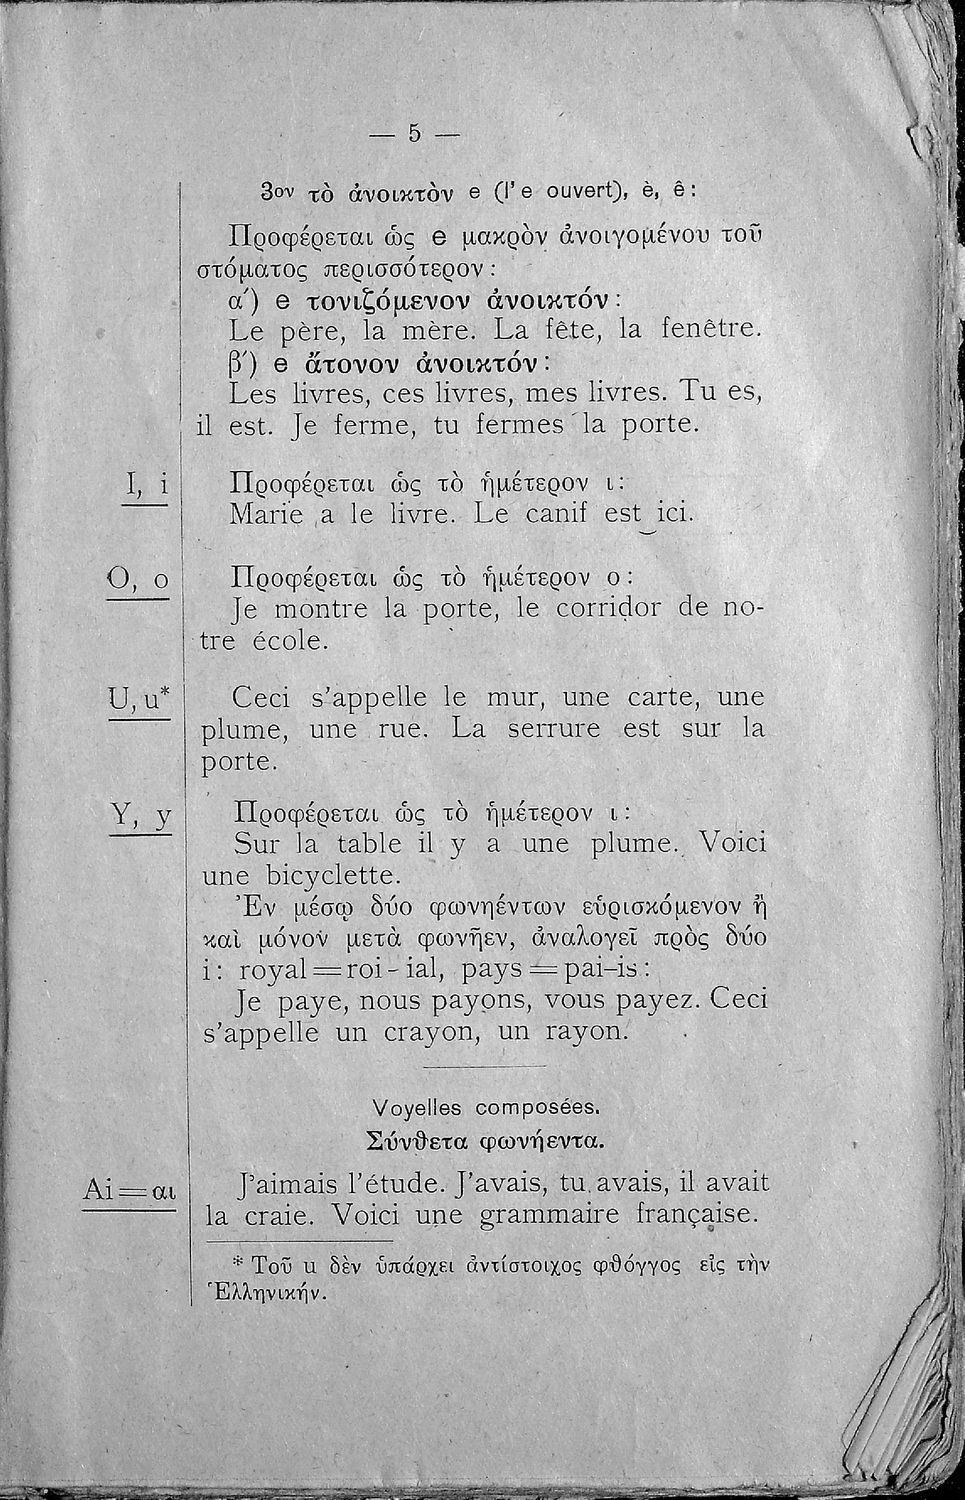 — 5 —
3ον τὸ ἀνοικτὸν e (l'e ouvert), è, ê :
Προφέρεται ὡς e μακρὸν ἀνοιγομένου τοῦ
στόματος περισσότερον :
α΄) e τονιζόμενον ἀνοικτόν :
Le père, la mère. La fête, la fenêtre.
β΄) e ἄτονον ἀνοικτόν :
Les livres, ces livres, mes livres. Tu es,
il est. Je ferme, tu fermes la porte.
I, i Προφέρεται ὡς τὸ ἡμέτερον ι :
Marie a le livre. Le canif est‿ici.
O, o Προφέρεται ὡς τὸ ἡμέτερον ο :
Je montre la porte, le corridor de no-
tre école.
U, u* Ceci s'appelle le mur, une carte, une
plume, une rue. La serrure est sur la
porte.
Y, y Προφέρεται ὡς τὸ ἡμέτερον ι :
Sur la table il y a une plume. Voici
une bicyclette.
Ἐν μέσῳ δύο φωνηέντων εὑρισκόμενον ἢ
καὶ μόνον μετὰ φωνῆεν, ἀναλογεῖ πρὸς δύο
i : royal = roi - ial, pays = pai-is :
Je paye, nous payons, vous payez. Ceci
s'appelle un crayon, un rayon.
Voyelles composées.
Σύνθετα φωνήεντα.
Ai = αι J'aimais l'étude. J'avais, tu avais, il avait
la craie. Voici une grammaire française.
* Τοῦ u δὲν ὑπάρχει ἀντίστοιχος φθόγγος εἰς τὴν
Ἑλληνικήν.